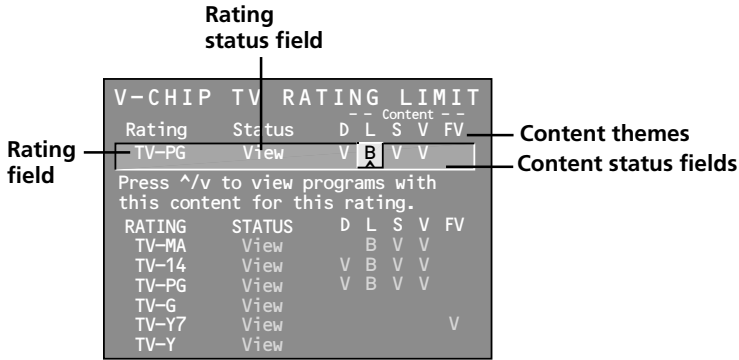 Rating
status field
V-CHIP TV RATING LIMIT
- - Content - -
Rating Status D L S V FV
Content themes
Rating
field
TV-PG View V B V V
Content status fields
Press ^/v to view programs with
this content for this rating.
RATING STATUS D L S V FV
TV-MA View B V V
TV-14 View V B V V
TV-PG View V B V V
TV-G View
TV-Y7 View V
TV-Y View